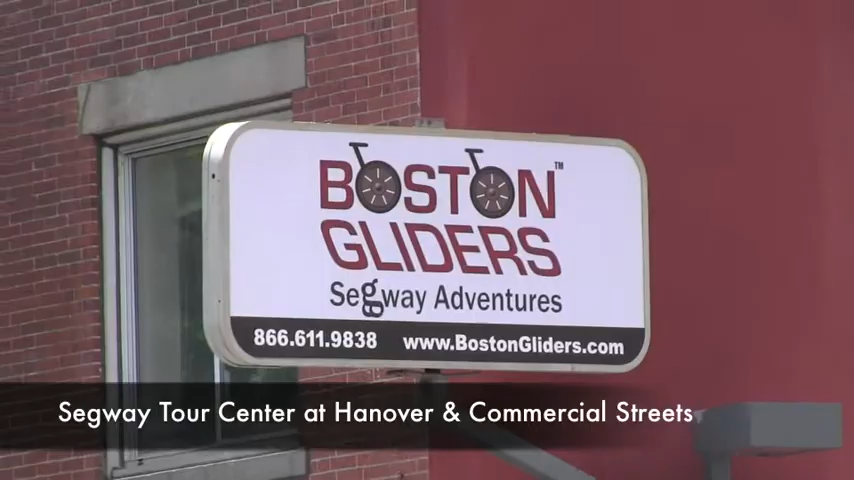 BOSTON™
GLIDERS
Segway Adventures
866.611.9838 www.BostonGliders.com
Segway Tour Center at Hanover & Commercial Streets